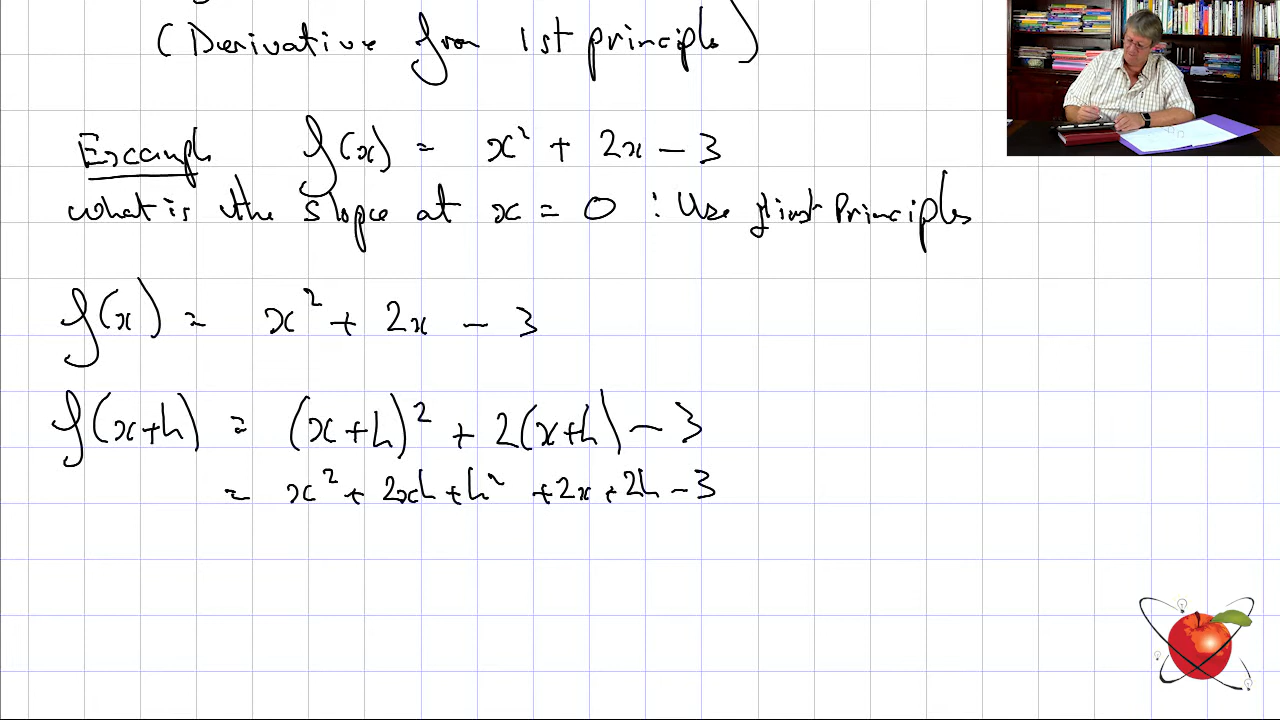 (Derivative from 1st principle)
Example f(x) = x² + 2x - 3
what is the slope at x = 0 : Use first Principles
f(x) = x² + 2x - 3
f(x+h) = (x+h)² + 2(x+h) - 3
= x² + 2xh + h² + 2x + 2h - 3